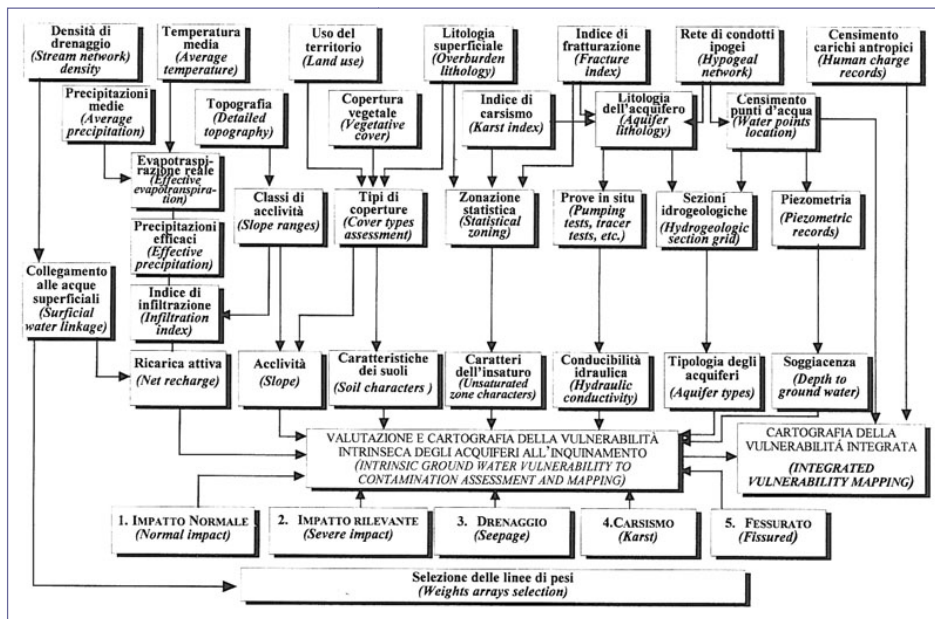 Densità di
drenaggio
(Stream network)
density
Temperatura
media
(Average
temperature)
Uso del
territorio
(Land use)
Litologia
superficiale
(Overburden
lithology)
Indice di
fratturazione
(Fracture
index)
Rete di condotti
ipogei
(Hypogeal
network)
Censimento
carichi antropici
(Human charge
records)
Precipitazioni
medie
(Average
precipitation)
Topografia
(Detailed
topography)
Copertura
vegetale
(Vegetative
cover)
Indice di
carsismo
(Karst index)
Litologia
dell'acquifero
(Aquifer
lithology)
Censimento
punti d'acqua
(Water points
location)
Evapotraspi-
razione reale
(Effective
evapotranspira-
tion)
Classi di
acclività
(Slope ranges)
Tipi di
coperture
(Cover types
assessment)
Zonazione
statistica
(Statistical
zoning)
Prove in situ
(Pumping
tests, tracer
tests, etc.)
Sezioni
idrogeologiche
(Hydrogeologic
section grid)
Piezometria
(Piezometric
records)
Precipitazioni
efficaci
(Effective
precipitation)
Collegamento
alle acque
superficiali
(Surficial
water linkage)
Indice di
infiltrazione
(Infiltration
index)
Ricarica attiva
(Net recharge)
Acclività
(Slope)
Caratteristiche
dei suoli
(Soil characters )
Caratteri
dell'insaturo
(Unsaturated
zone characters)
Conducibilità
idraulica
(Hydraulic
conductivity)
Tipologia degli
acquiferi
(Aquifer types)
Soggiacenza
(Depth to
ground water)
VALUTAZIONE E CARTOGRAFIA DELLA VULNERABILITÀ
INTRINSECA DEGLI ACQUIFERI ALL'INQUINAMENTO
(INTRINSIC GROUND WATER VULNERABILITY TO
CONTAMINATION ASSESSMENT AND MAPPING)
CARTOGRAFIA DELLA
VULNERABILITÁ INTEGRATA
(INTEGRATED
VULNERABILITY MAPPING)
1. IMPATTO NORMALE
(Normal impact)
2. IMPATTO RILEVANTE
(Severe impact)
3. DRENAGGIO
(Seepage)
4.CARSISMO
(Karst)
5. FESSURATO
(Fissured)
Selezione delle linee di pesi
(Weights arrays selection)